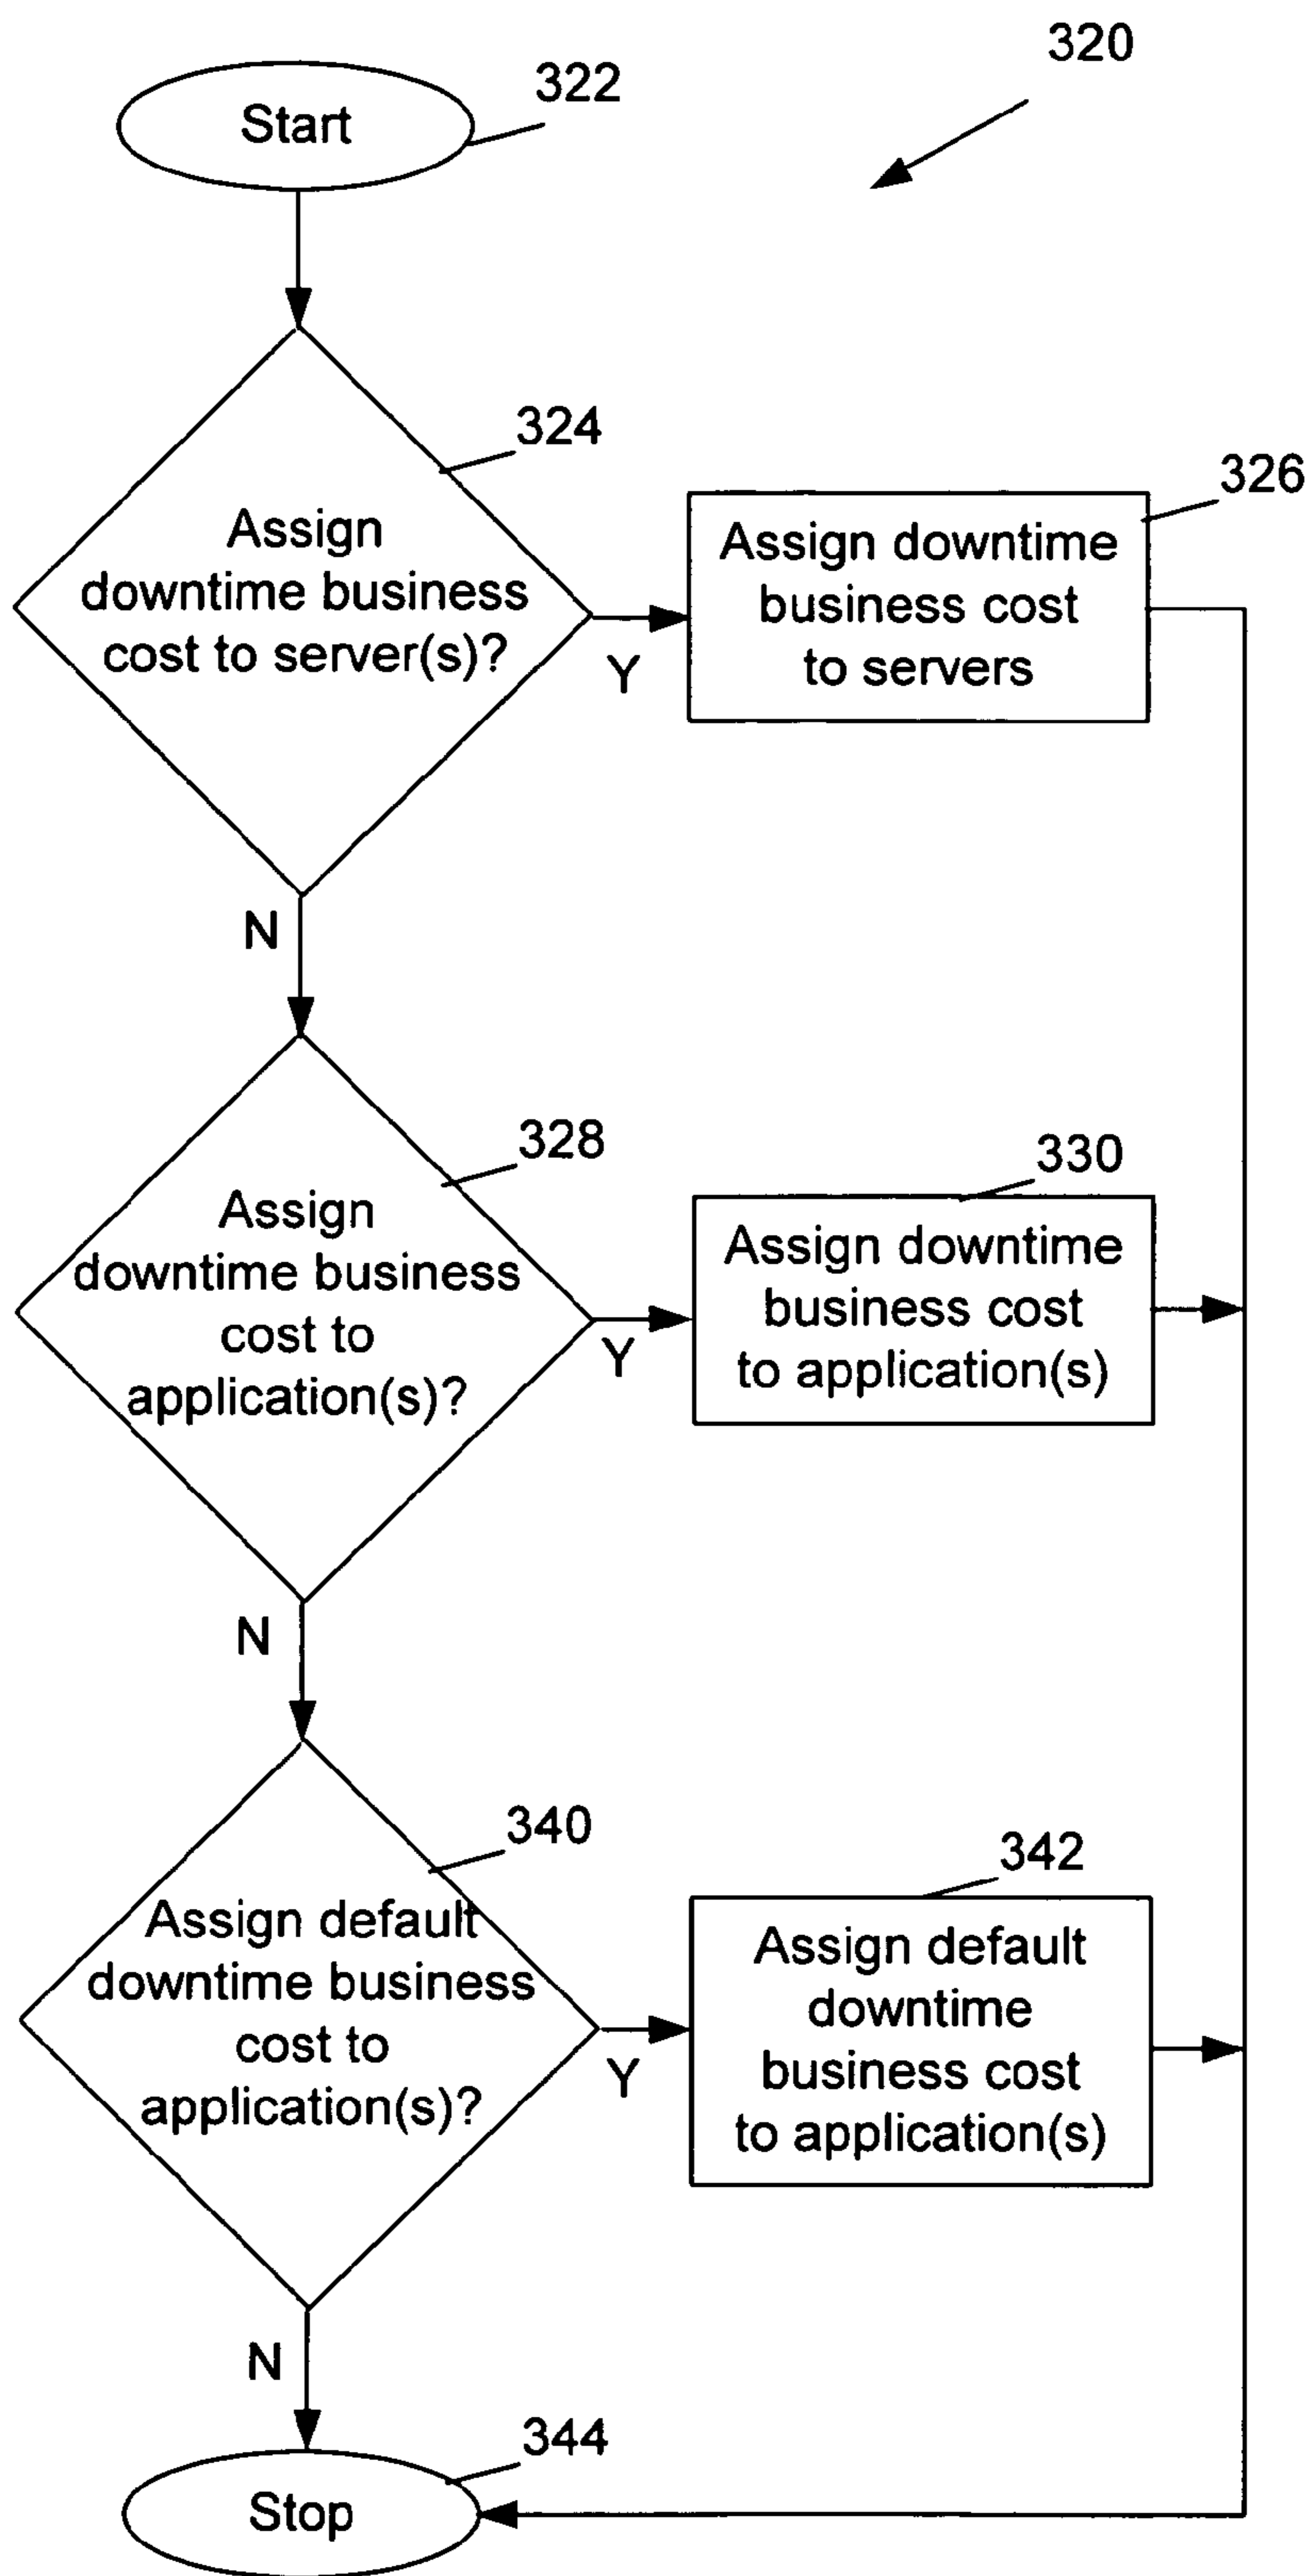 320
Start
322
324
Assign
downtime business
cost to server(s)?
Y
326
Assign downtime
business cost
to servers
N
328
Assign
downtime business
cost to
application(s)?
Y
330
Assign downtime
business cost
to application(s)
N
340
Assign default
downtime business
cost to
application(s)?
Y
342
Assign default
downtime
business cost
to application(s)
N
344
Stop